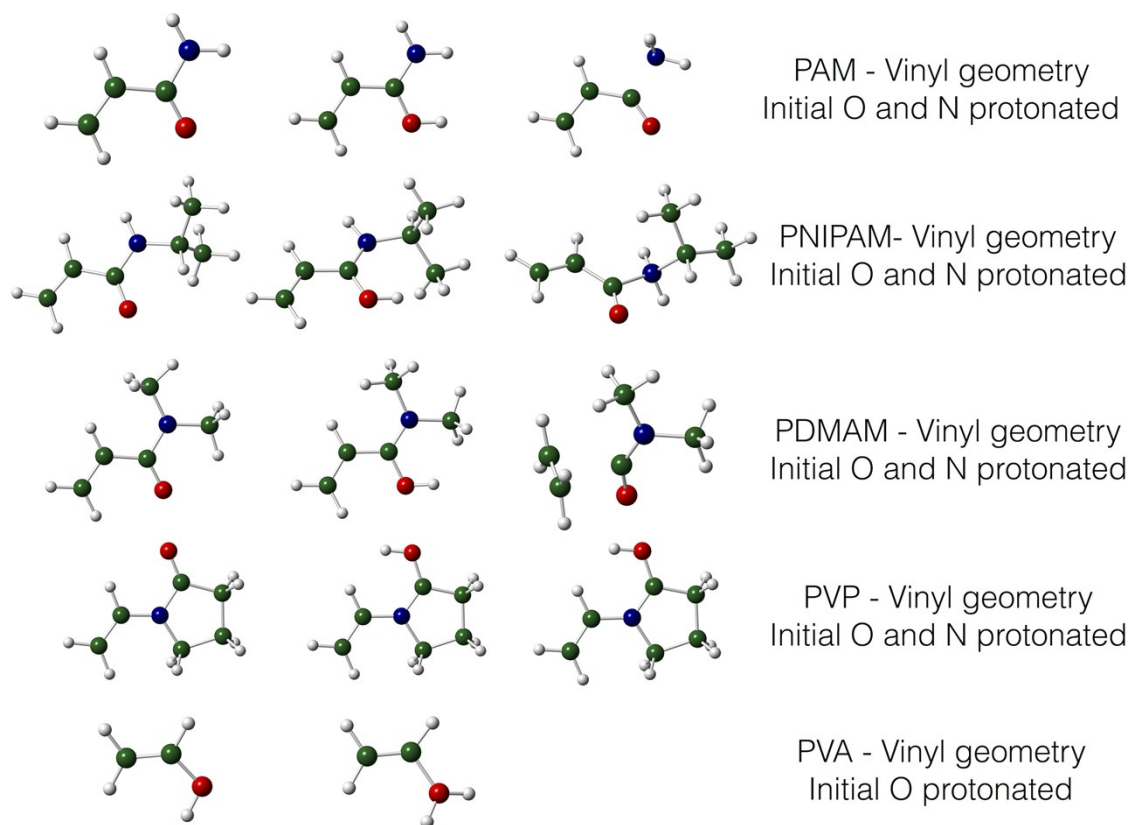 PAM - Vinyl geometry
Initial O and N protonated
PNIPAM- Vinyl geometry
Initial O and N protonated
PDMAM - Vinyl geometry
Initial O and N protonated
PVP - Vinyl geometry
Initial O and N protonated
PVA - Vinyl geometry
Initial O protonated